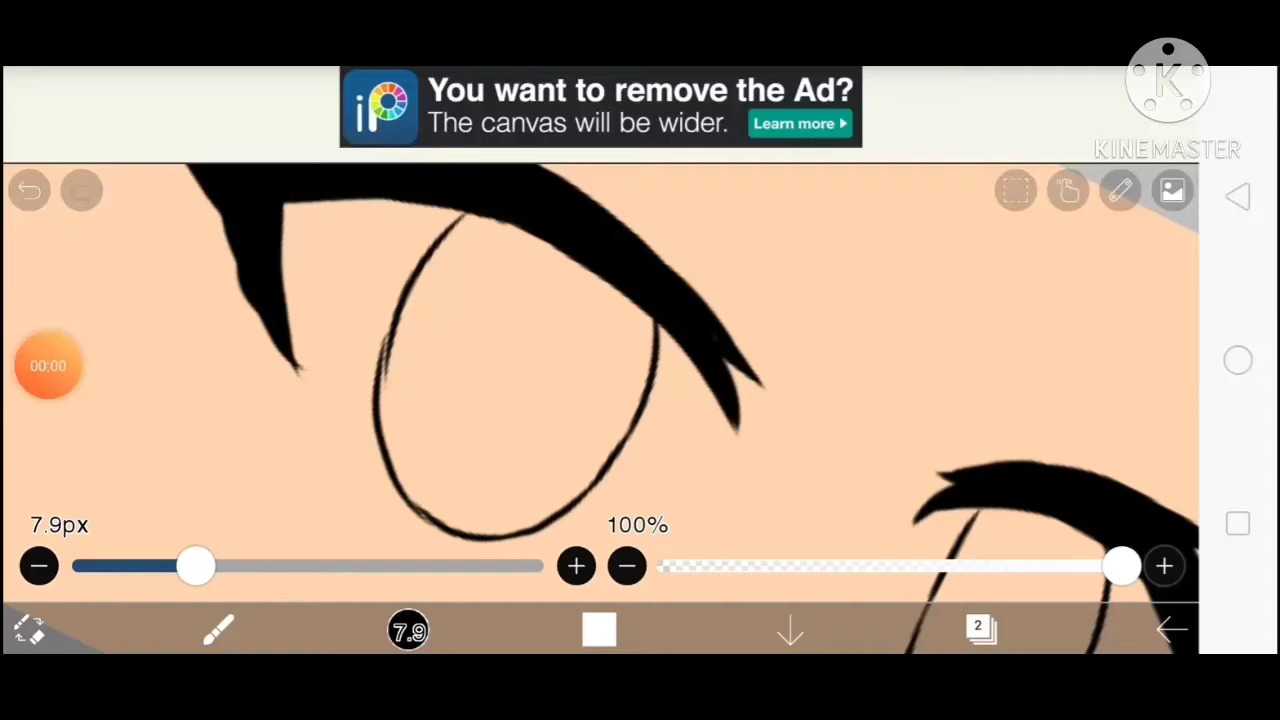 You want to remove the Ad?
The canvas will be wider.
Learn more
iP
K
KINEMASTER
00:00
7.9px
100%
7.9
2